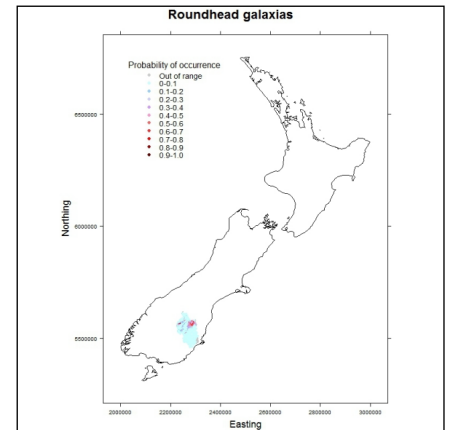 Roundhead galaxias
Probability of occurrence
Out of range
0-0.1
0.1-0.2
0.2-0.3
0.3-0.4
0.4-0.5
0.5-0.6
0.6-0.7
0.7-0.8
0.8-0.9
0.9-1.0
Northing
6500000
6000000
5500000
2000000 2200000 2400000 2600000 2800000 3000000
Easting